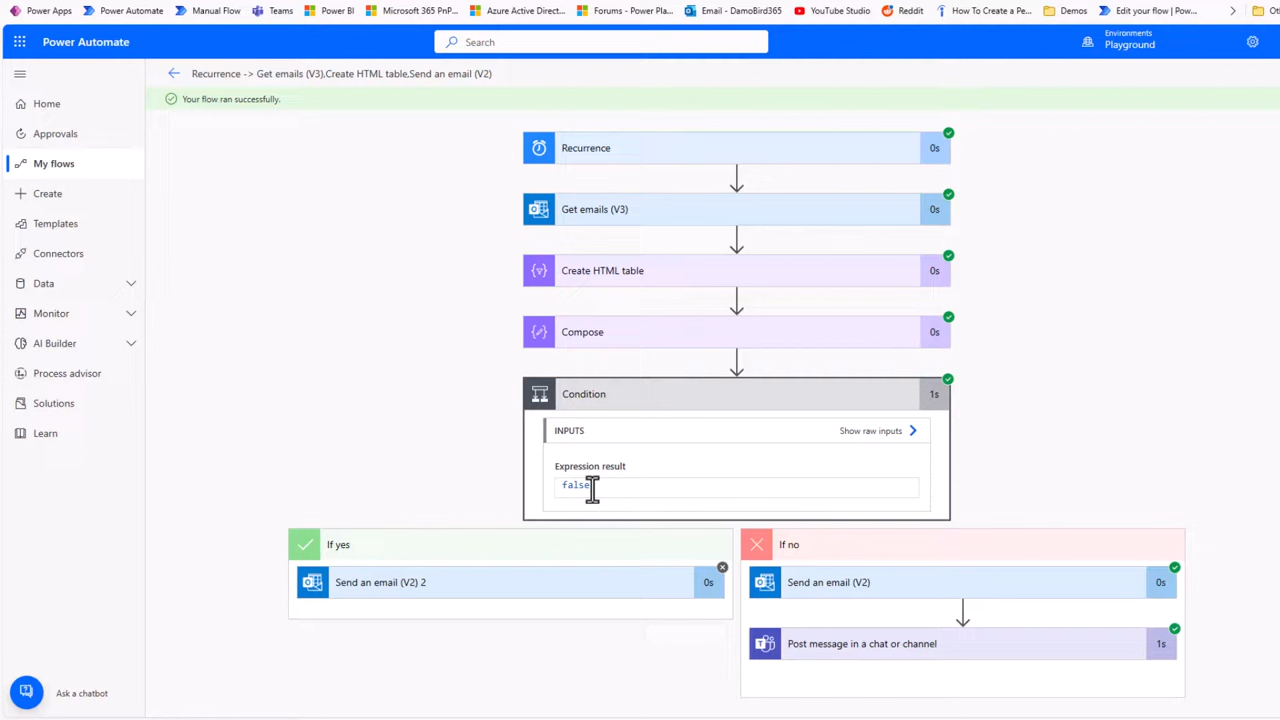 Power Apps
Power Automate
Manual Flow
Teams
Power BI
Microsoft 365 PnP...
Azure Active Direct...
Forums - Power Pla...
Email - DamoBird365
YouTube Studio
Reddit
How To Create a Pe...
Demos
Edit your flow | Pow...
Power Automate
Search
Environments
Playground
Recurrence -> Get emails (V3),Create HTML table,Send an email (V2)
Your flow ran successfully.
Home
Approvals
My flows
Create
Templates
Connectors
Data
Monitor
AI Builder
Process advisor
Solutions
Learn
Ask a chatbot
Recurrence
0s
Get emails (V3)
0s
Create HTML table
0s
Compose
0s
Condition
1s
INPUTS
Show raw inputs
Expression result
false
If yes
Send an email (V2) 2
0s
If no
Send an email (V2)
0s
Post message in a chat or channel
1s